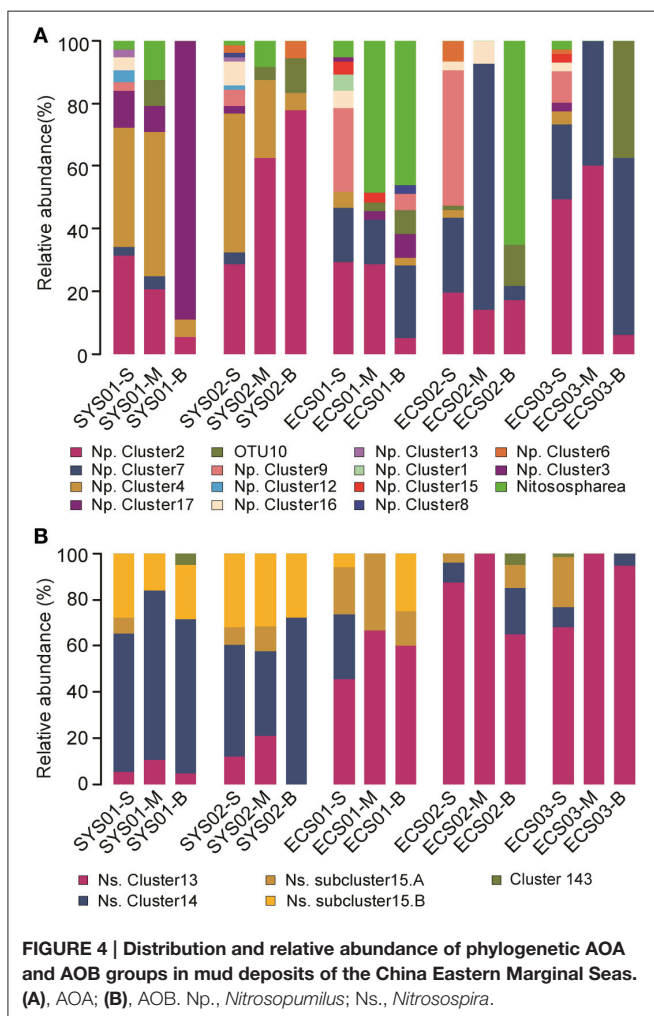 A
Relative abundance(%)
100
80
60
40
20
0
SYS01-S SYS01-M SYS01-B SYS02-S SYS02-M SYS02-B ECS01-S ECS01-M ECS01-B ECS02-S ECS02-M ECS02-B ECS03-S ECS03-M ECS03-B
Np. Cluster2 OTU10 Np. Cluster13 Np. Cluster6
Np. Cluster7 Np. Cluster9 Np. Cluster1 Np. Cluster3
Np. Cluster4 Np. Cluster12 Np. Cluster15 Nitosospharea
Np. Cluster17 Np. Cluster16 Np. Cluster8
B
Relative abundance (%)
100
80
60
40
20
0
SYS01-S SYS01-M SYS01-B SYS02-S SYS02-M SYS02-B ECS01-S ECS01-M ECS01-B ECS02-S ECS02-M ECS02-B ECS03-S ECS03-M ECS03-B
Ns. Cluster13 Ns. subcluster15.A Cluster 143
Ns. Cluster14 Ns. subcluster15.B
FIGURE 4 | Distribution and relative abundance of phylogenetic AOA
and AOB groups in mud deposits of the China Eastern Marginal Seas.
(A), AOA; (B), AOB. Np., Nitrosopumilus; Ns., Nitrosospira.